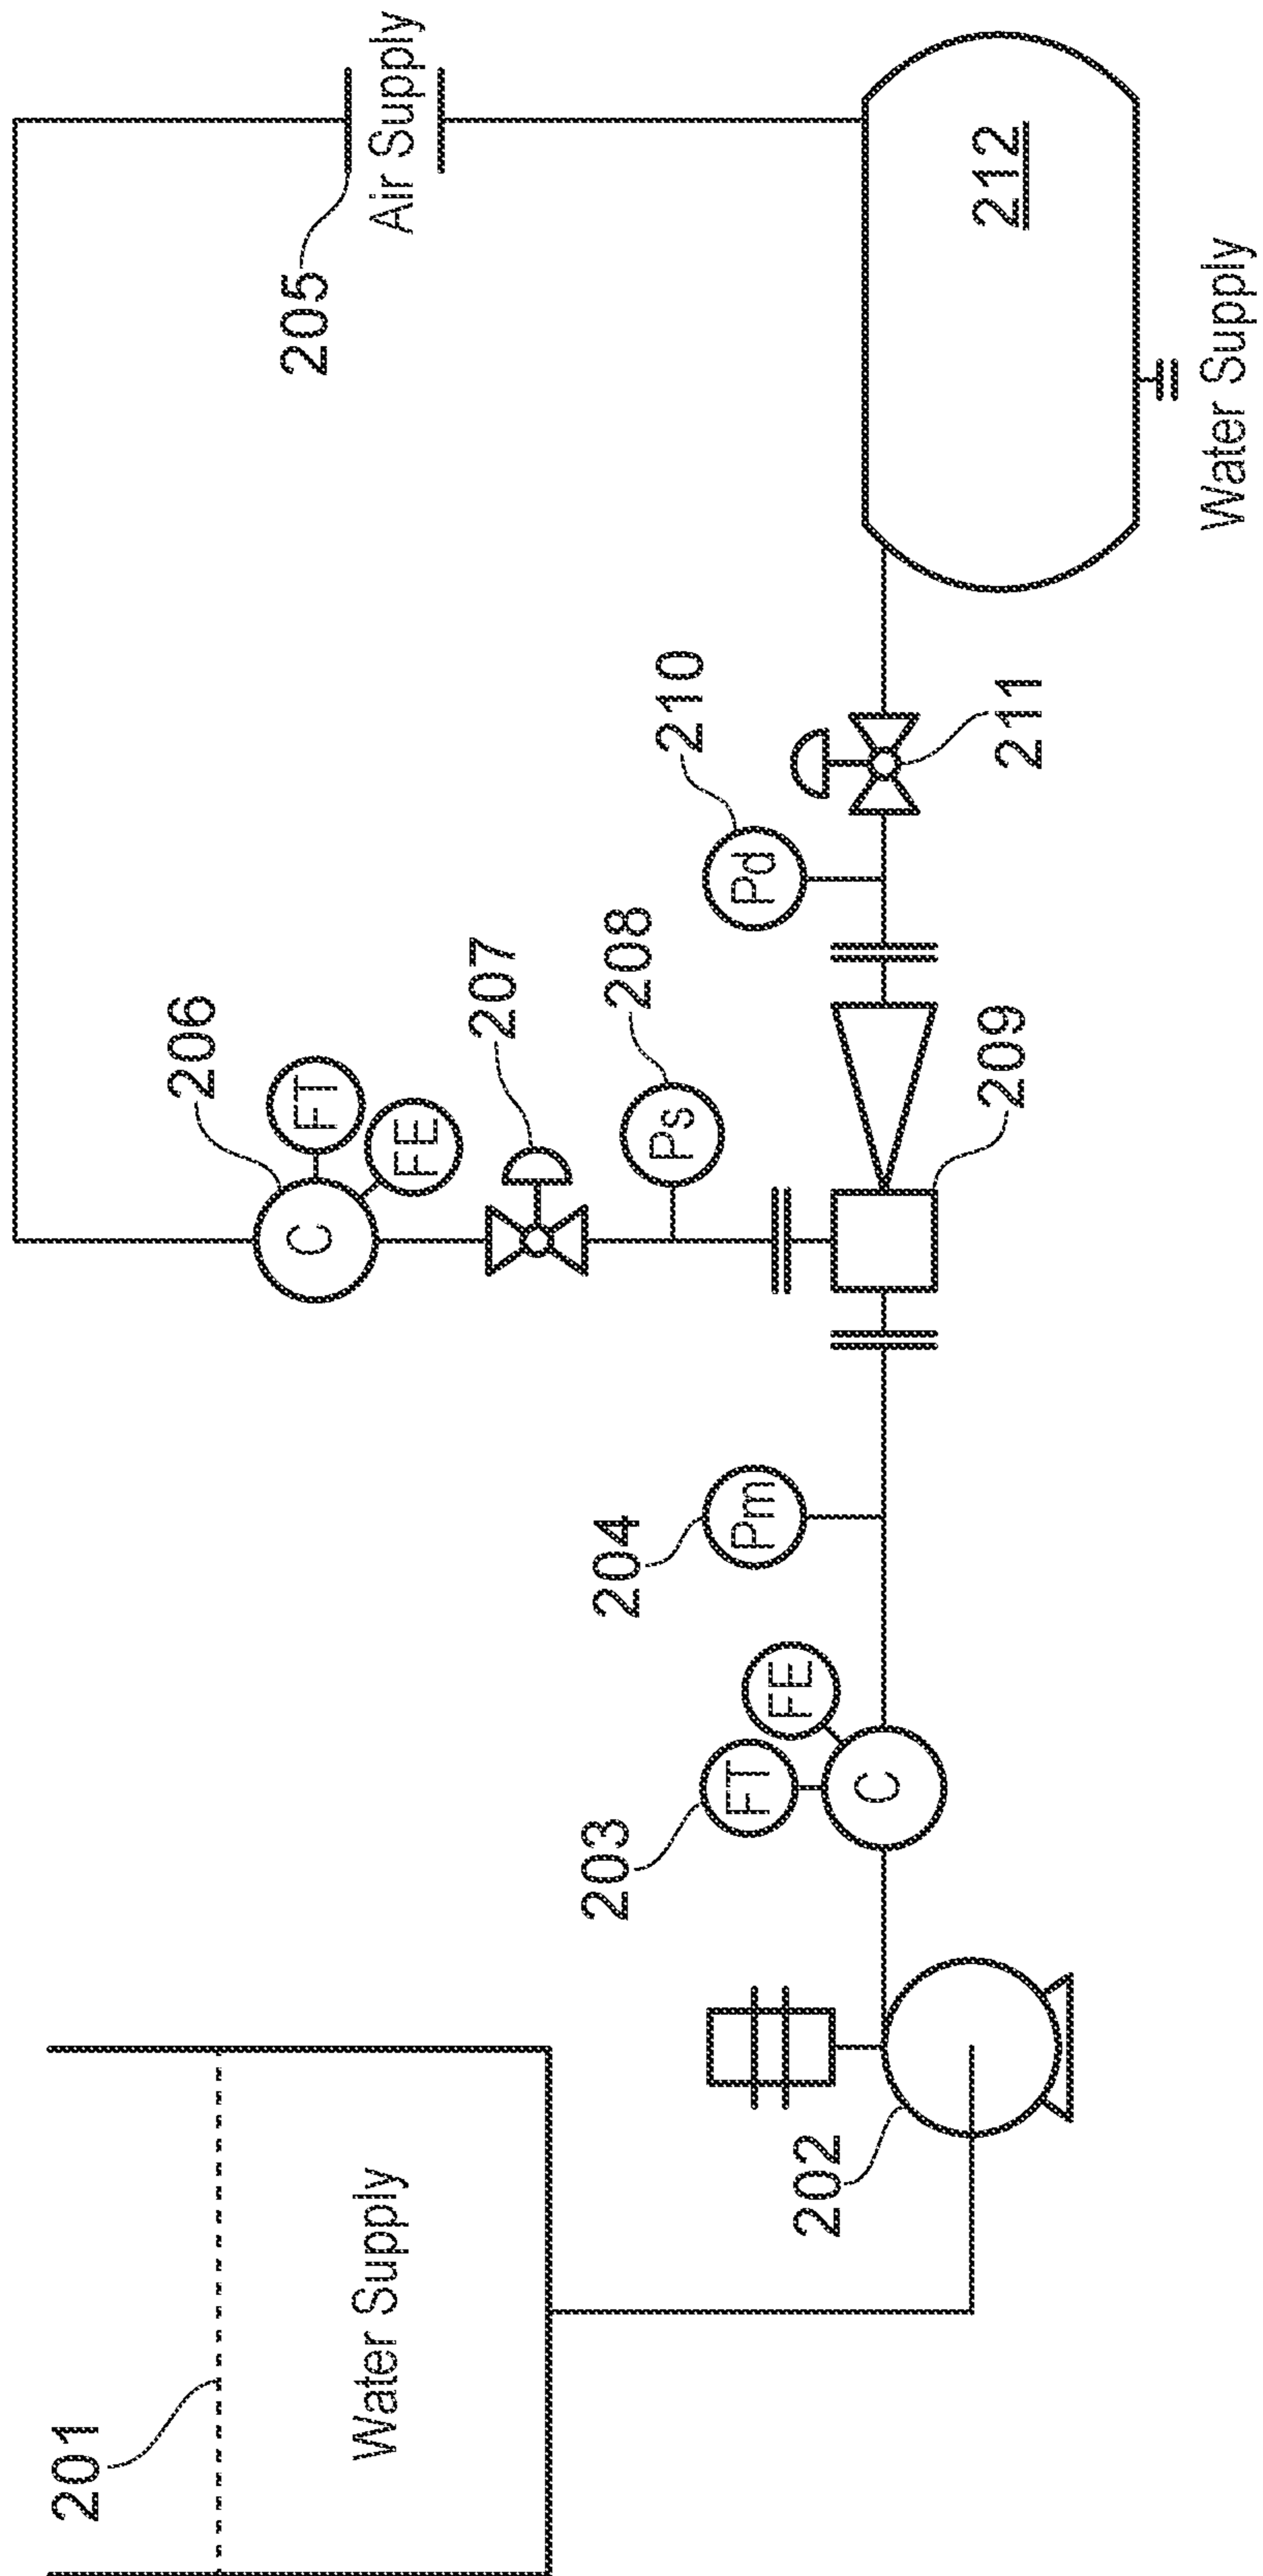 201
Water Supply
202
203
FT
FE
C
204
Pm
205
Air Supply
206
C
FT
FE
207
208
Ps
209
210
Pd
211
212
Water Supply